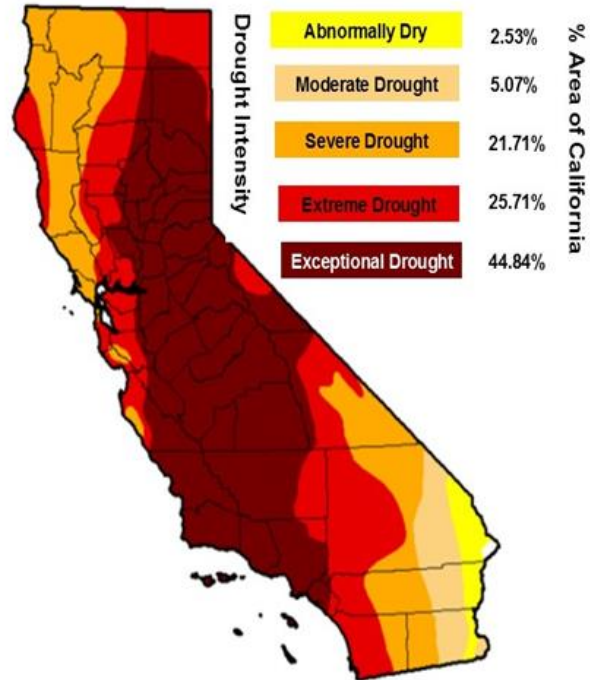 Drought Intensity
Abnormally Dry 2.53%
Moderate Drought 5.07%
Severe Drought 21.71%
Extreme Drought 25.71%
Exceptional Drought 44.84%
% Area of California